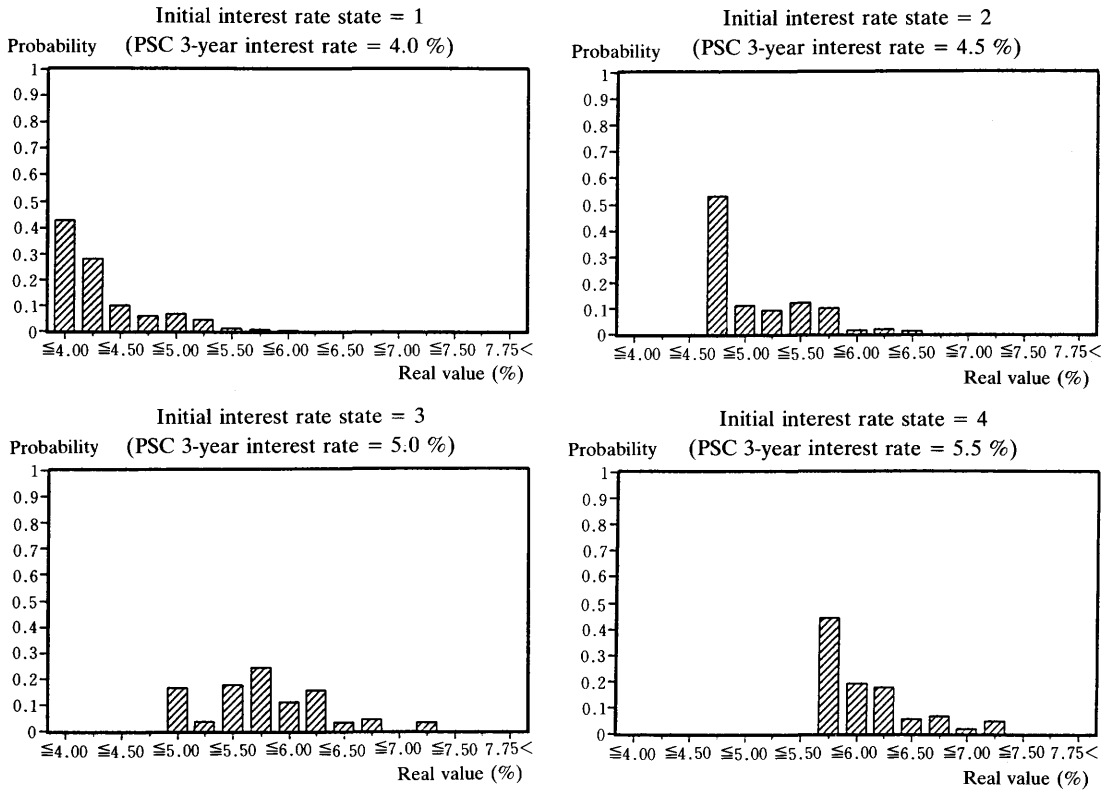 Initial interest rate state = 1
Probability (PSC 3-year interest rate = 4.0 %)
1
0.9
0.8
0.7
0.6
0.5
0.4
0.3
0.2
0.1
0
≦4.00 ≦4.50 ≦5.00 ≦5.50 ≦6.00 ≦6.50 ≦7.00 ≦7.50 7.75<
Real value (%)
Initial interest rate state = 2
Probability (PSC 3-year interest rate = 4.5 %)
1
0.9
0.8
0.7
0.6
0.5
0.4
0.3
0.2
0.1
0
≦4.00 ≦4.50 ≦5.00 ≦5.50 ≦6.00 ≦6.50 ≦7.00 ≦7.50 7.75<
Real value (%)
Initial interest rate state = 3
Probability (PSC 3-year interest rate = 5.0 %)
1
0.9
0.8
0.7
0.6
0.5
0.4
0.3
0.2
0.1
0
≦4.00 ≦4.50 ≦5.00 ≦5.50 ≦6.00 ≦6.50 ≦7.00 ≦7.50 7.75<
Real value (%)
Initial interest rate state = 4
Probability (PSC 3-year interest rate = 5.5 %)
1
0.9
0.8
0.7
0.6
0.5
0.4
0.3
0.2
0.1
0
≦4.00 ≦4.50 ≦5.00 ≦5.50 ≦6.00 ≦6.50 ≦7.00 ≦7.50 7.75<
Real value (%)